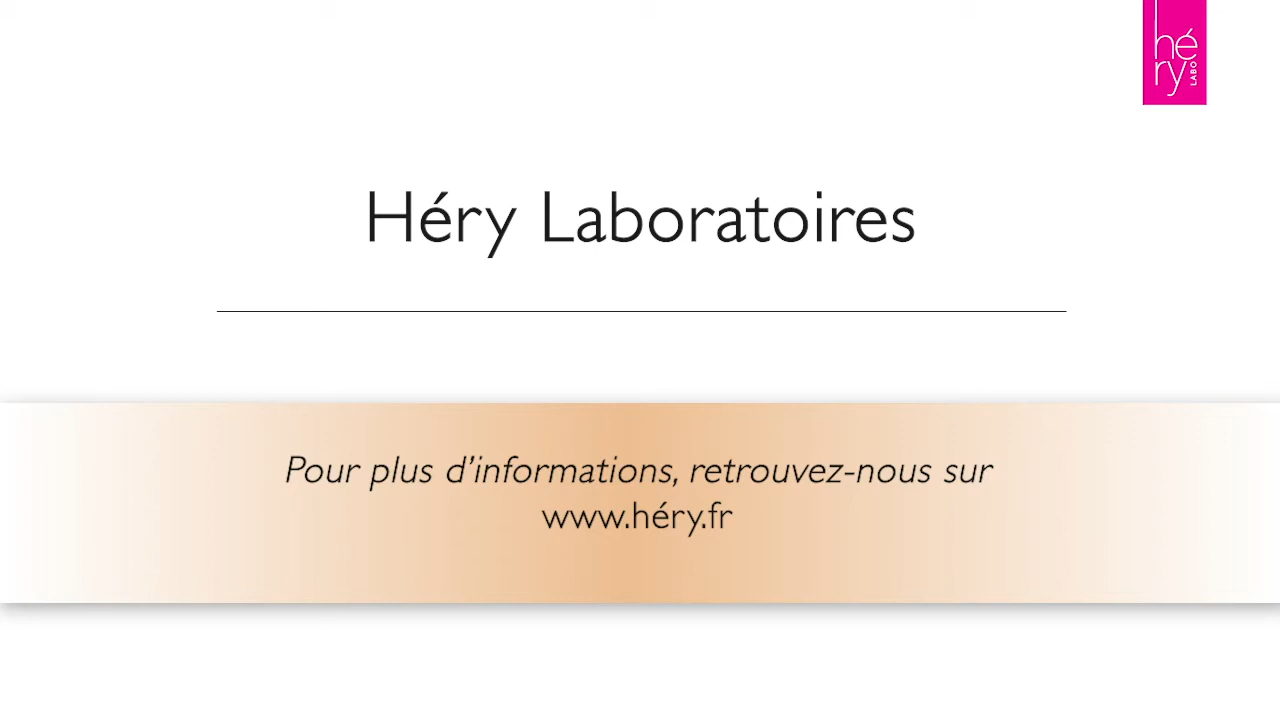 hé
ry LABO
Héry Laboratoires
Pour plus d’informations, retrouvez-nous sur
www.héry.fr